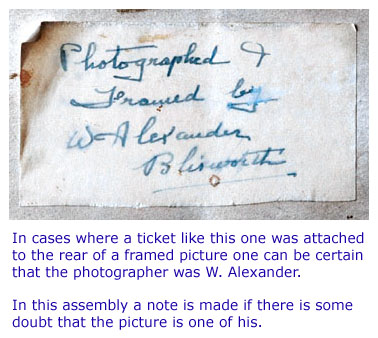 Photographed &
Framed by
W Alexander
Blisworth
In cases where a ticket like this one was attached
to the rear of a framed picture one can be certain
that the photographer was W. Alexander.
In this assembly a note is made if there is some
doubt that the picture is one of his.